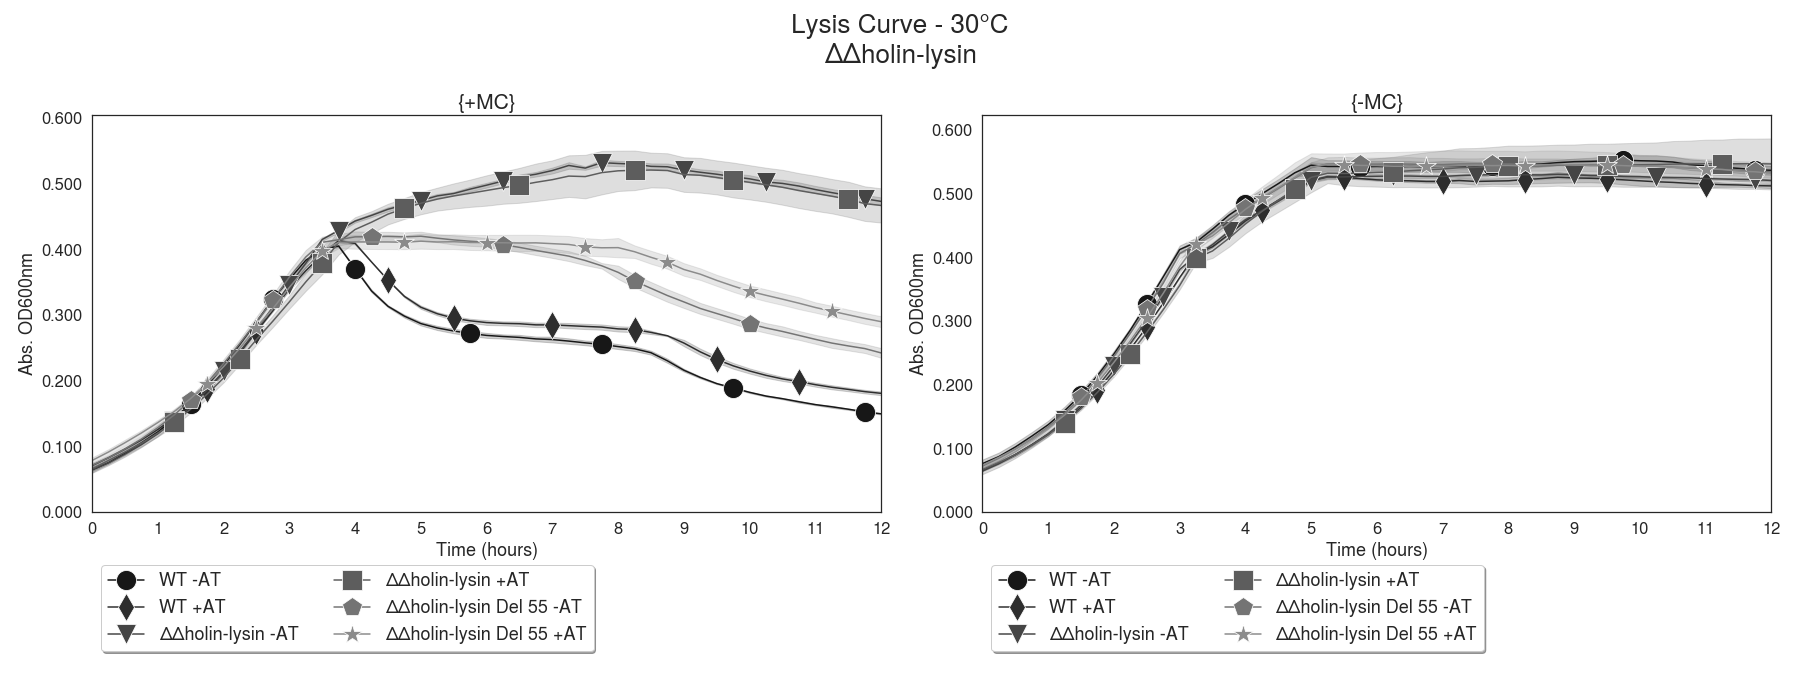 Lysis Curve - 30°C
ΔΔholin-lysin
{+MC}
0.600
0.500
0.400
0.300
0.200
0.100
0.000
Abs. OD600nm
0 1 2 3 4 5 6 7 8 9 10 11 12
Time (hours)
WT -AT
WT +AT
ΔΔholin-lysin -AT
ΔΔholin-lysin +AT
ΔΔholin-lysin Del 55 -AT
ΔΔholin-lysin Del 55 +AT
{-MC}
0.600
0.500
0.400
0.300
0.200
0.100
0.000
Abs. OD600nm
0 1 2 3 4 5 6 7 8 9 10 11 12
Time (hours)
WT -AT
WT +AT
ΔΔholin-lysin -AT
ΔΔholin-lysin +AT
ΔΔholin-lysin Del 55 -AT
ΔΔholin-lysin Del 55 +AT